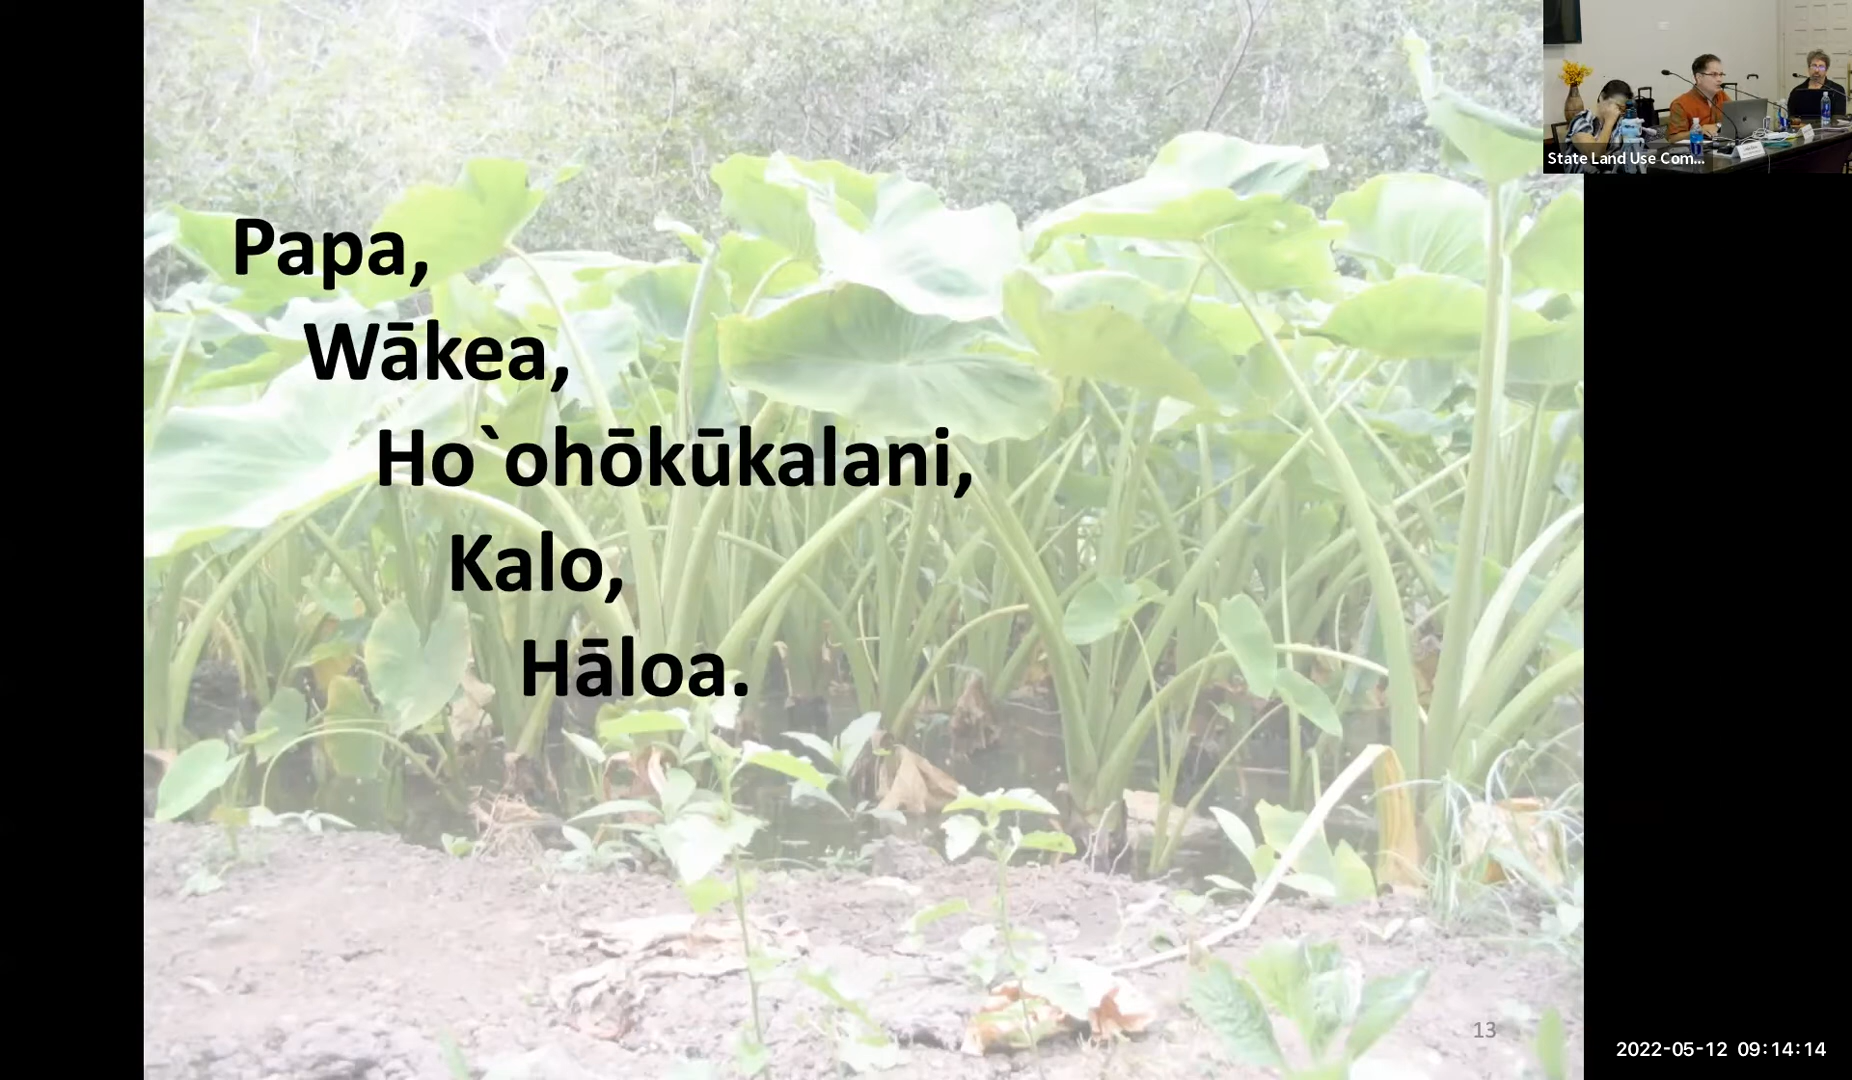 State Land Use Com...
Papa,
Wākea,
Ho`ohōkūkalani,
Kalo,
Hāloa.
13
2022-05-12 09:14:14